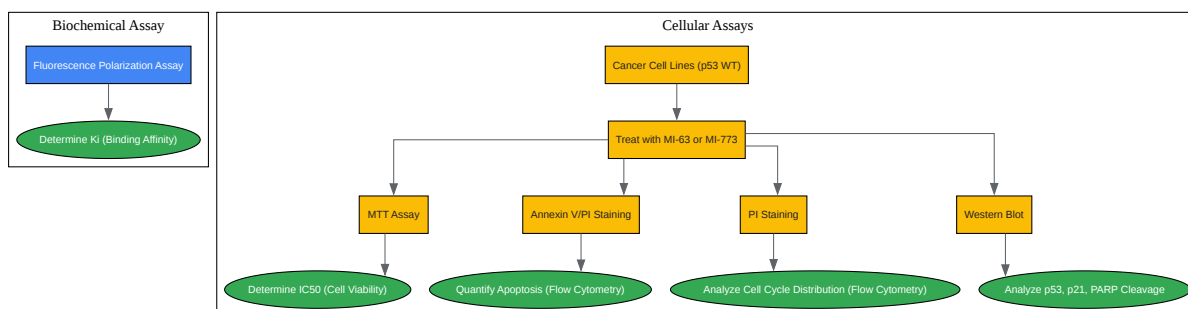 Biochemical Assay
Fluorescence Polarization Assay
Determine Ki (Binding Affinity)
Cellular Assays
Cancer Cell Lines (p53 WT)
Treat with MI-63 or MI-773
MTT Assay
Annexin V/PI Staining
PI Staining
Western Blot
Determine IC50 (Cell Viability)
Quantify Apoptosis (Flow Cytometry)
Analyze Cell Cycle Distribution (Flow Cytometry)
Analyze p53, p21, PARP Cleavage